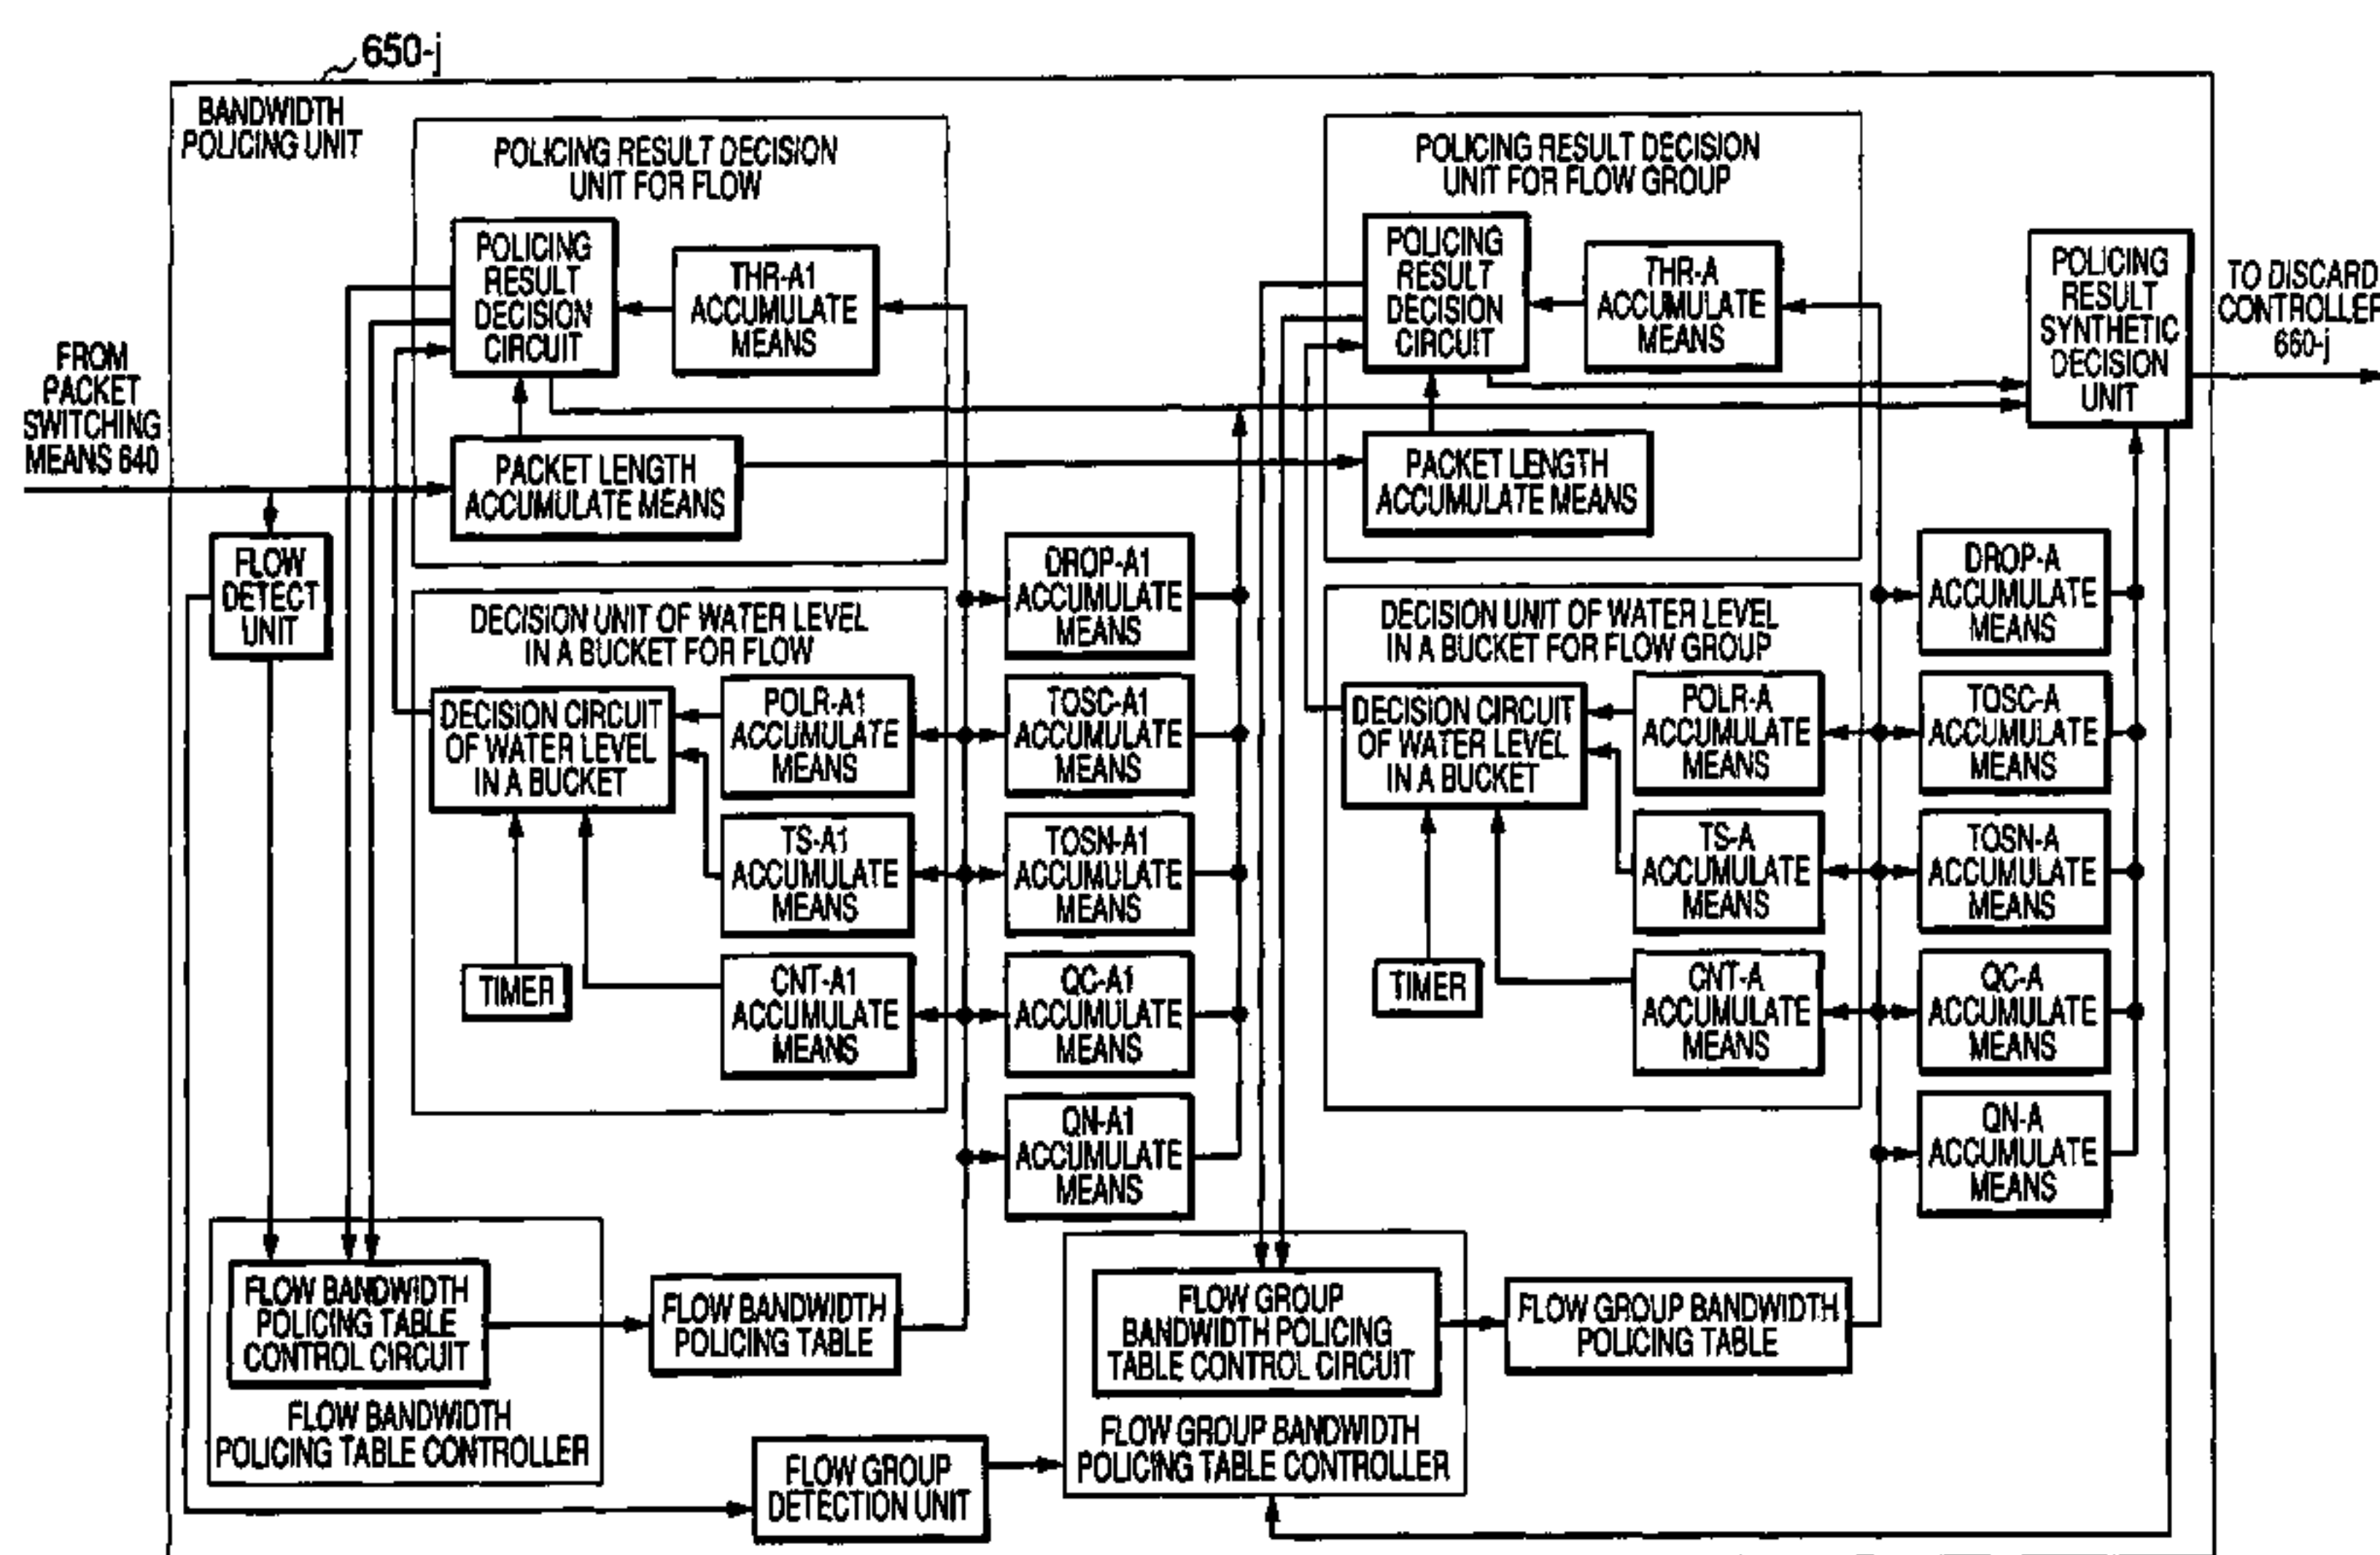 650-j
BANDWIDTH
POLICING UNIT
POLICING RESULT DECISION
UNIT FOR FLOW
POLICING
RESULT
DECISION
CIRCUIT
THR-A1
ACCUMULATE
MEANS
PACKET LENGTH
ACCUMULATE MEANS
FROM
PACKET
SWITCHING
MEANS 640
FLOW
DETECT
UNIT
DECISION UNIT OF WATER LEVEL
IN A BUCKET FOR FLOW
DECISION CIRCUIT
OF WATER LEVEL
IN A BUCKET
POLR-A1
ACCUMULATE
MEANS
TS-A1
ACCUMULATE
MEANS
CNT-A1
ACCUMULATE
MEANS
TIMER
DROP-A1
ACCUMULATE
MEANS
TOSC-A1
ACCUMULATE
MEANS
TOSN-A1
ACCUMULATE
MEANS
QC-A1
ACCUMULATE
MEANS
QN-A1
ACCUMULATE
MEANS
POLICING RESULT DECISION
UNIT FOR FLOW GROUP
POLICING
RESULT
DECISION
CIRCUIT
THR-A
ACCUMULATE
MEANS
PACKET LENGTH
ACCUMULATE MEANS
POLICING
RESULT
SYNTHETIC
DECISION
UNIT
TO DISCARD
CONTROLLER
660-j
DECISION UNIT OF WATER LEVEL
IN A BUCKET FOR FLOW GROUP
DECISION CIRCUIT
OF WATER LEVEL
IN A BUCKET
POLR-A
ACCUMULATE
MEANS
TS-A
ACCUMULATE
MEANS
CNT-A
ACCUMULATE
MEANS
TIMER
DROP-A
ACCUMULATE
MEANS
TOSC-A
ACCUMULATE
MEANS
TOSN-A
ACCUMULATE
MEANS
QC-A
ACCUMULATE
MEANS
QN-A
ACCUMULATE
MEANS
FLOW BANDWIDTH
POLICING TABLE
CONTROL CIRCUIT
FLOW BANDWIDTH
POLICING TABLE CONTROLLER
FLOW BANDWIDTH
POLICING TABLE
FLOW GROUP
DETECTION UNIT
FLOW GROUP
BANDWIDTH POLICING
TABLE CONTROL CIRCUIT
FLOW GROUP BANDWIDTH
POLICING TABLE CONTROLLER
FLOW GROUP BANDWIDTH
POLICING TABLE